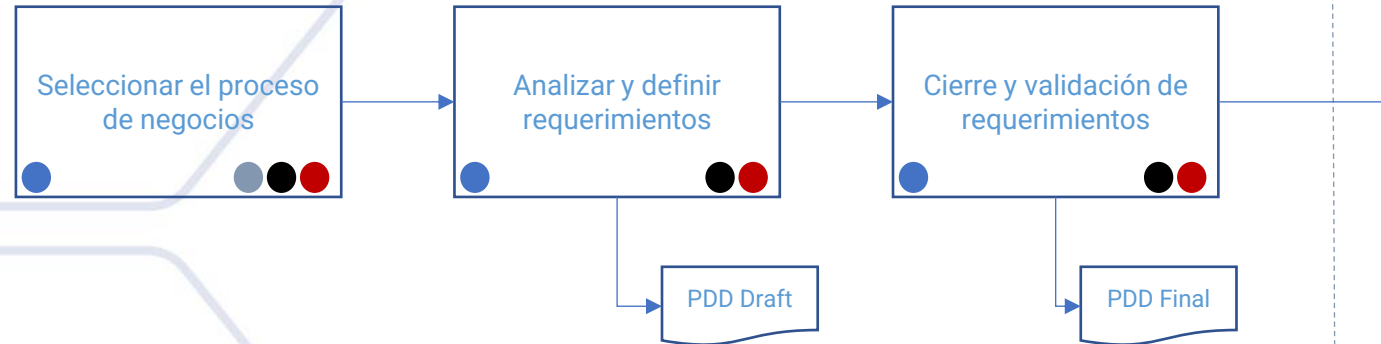 Seleccionar el proceso
de negocios
Analizar y definir
requerimientos
Cierre y validación de
requerimientos
PDD Draft
PDD Final